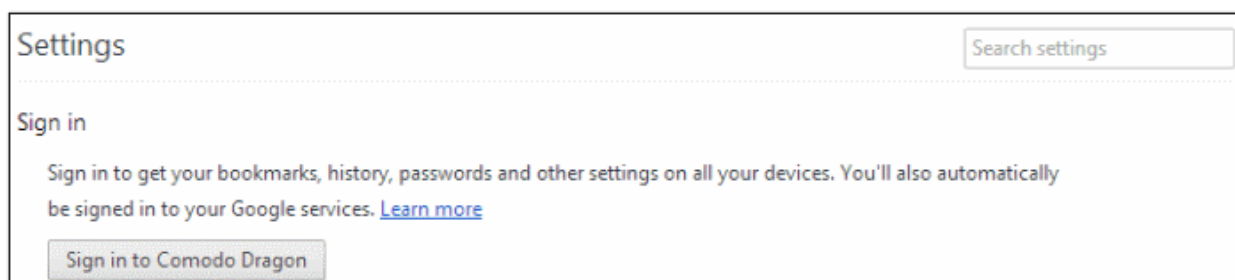 Settings
Search settings
Sign in
Sign in to get your bookmarks, history, passwords and other settings on all your devices. You'll also automatically
be signed in to your Google services. Learn more
Sign in to Comodo Dragon